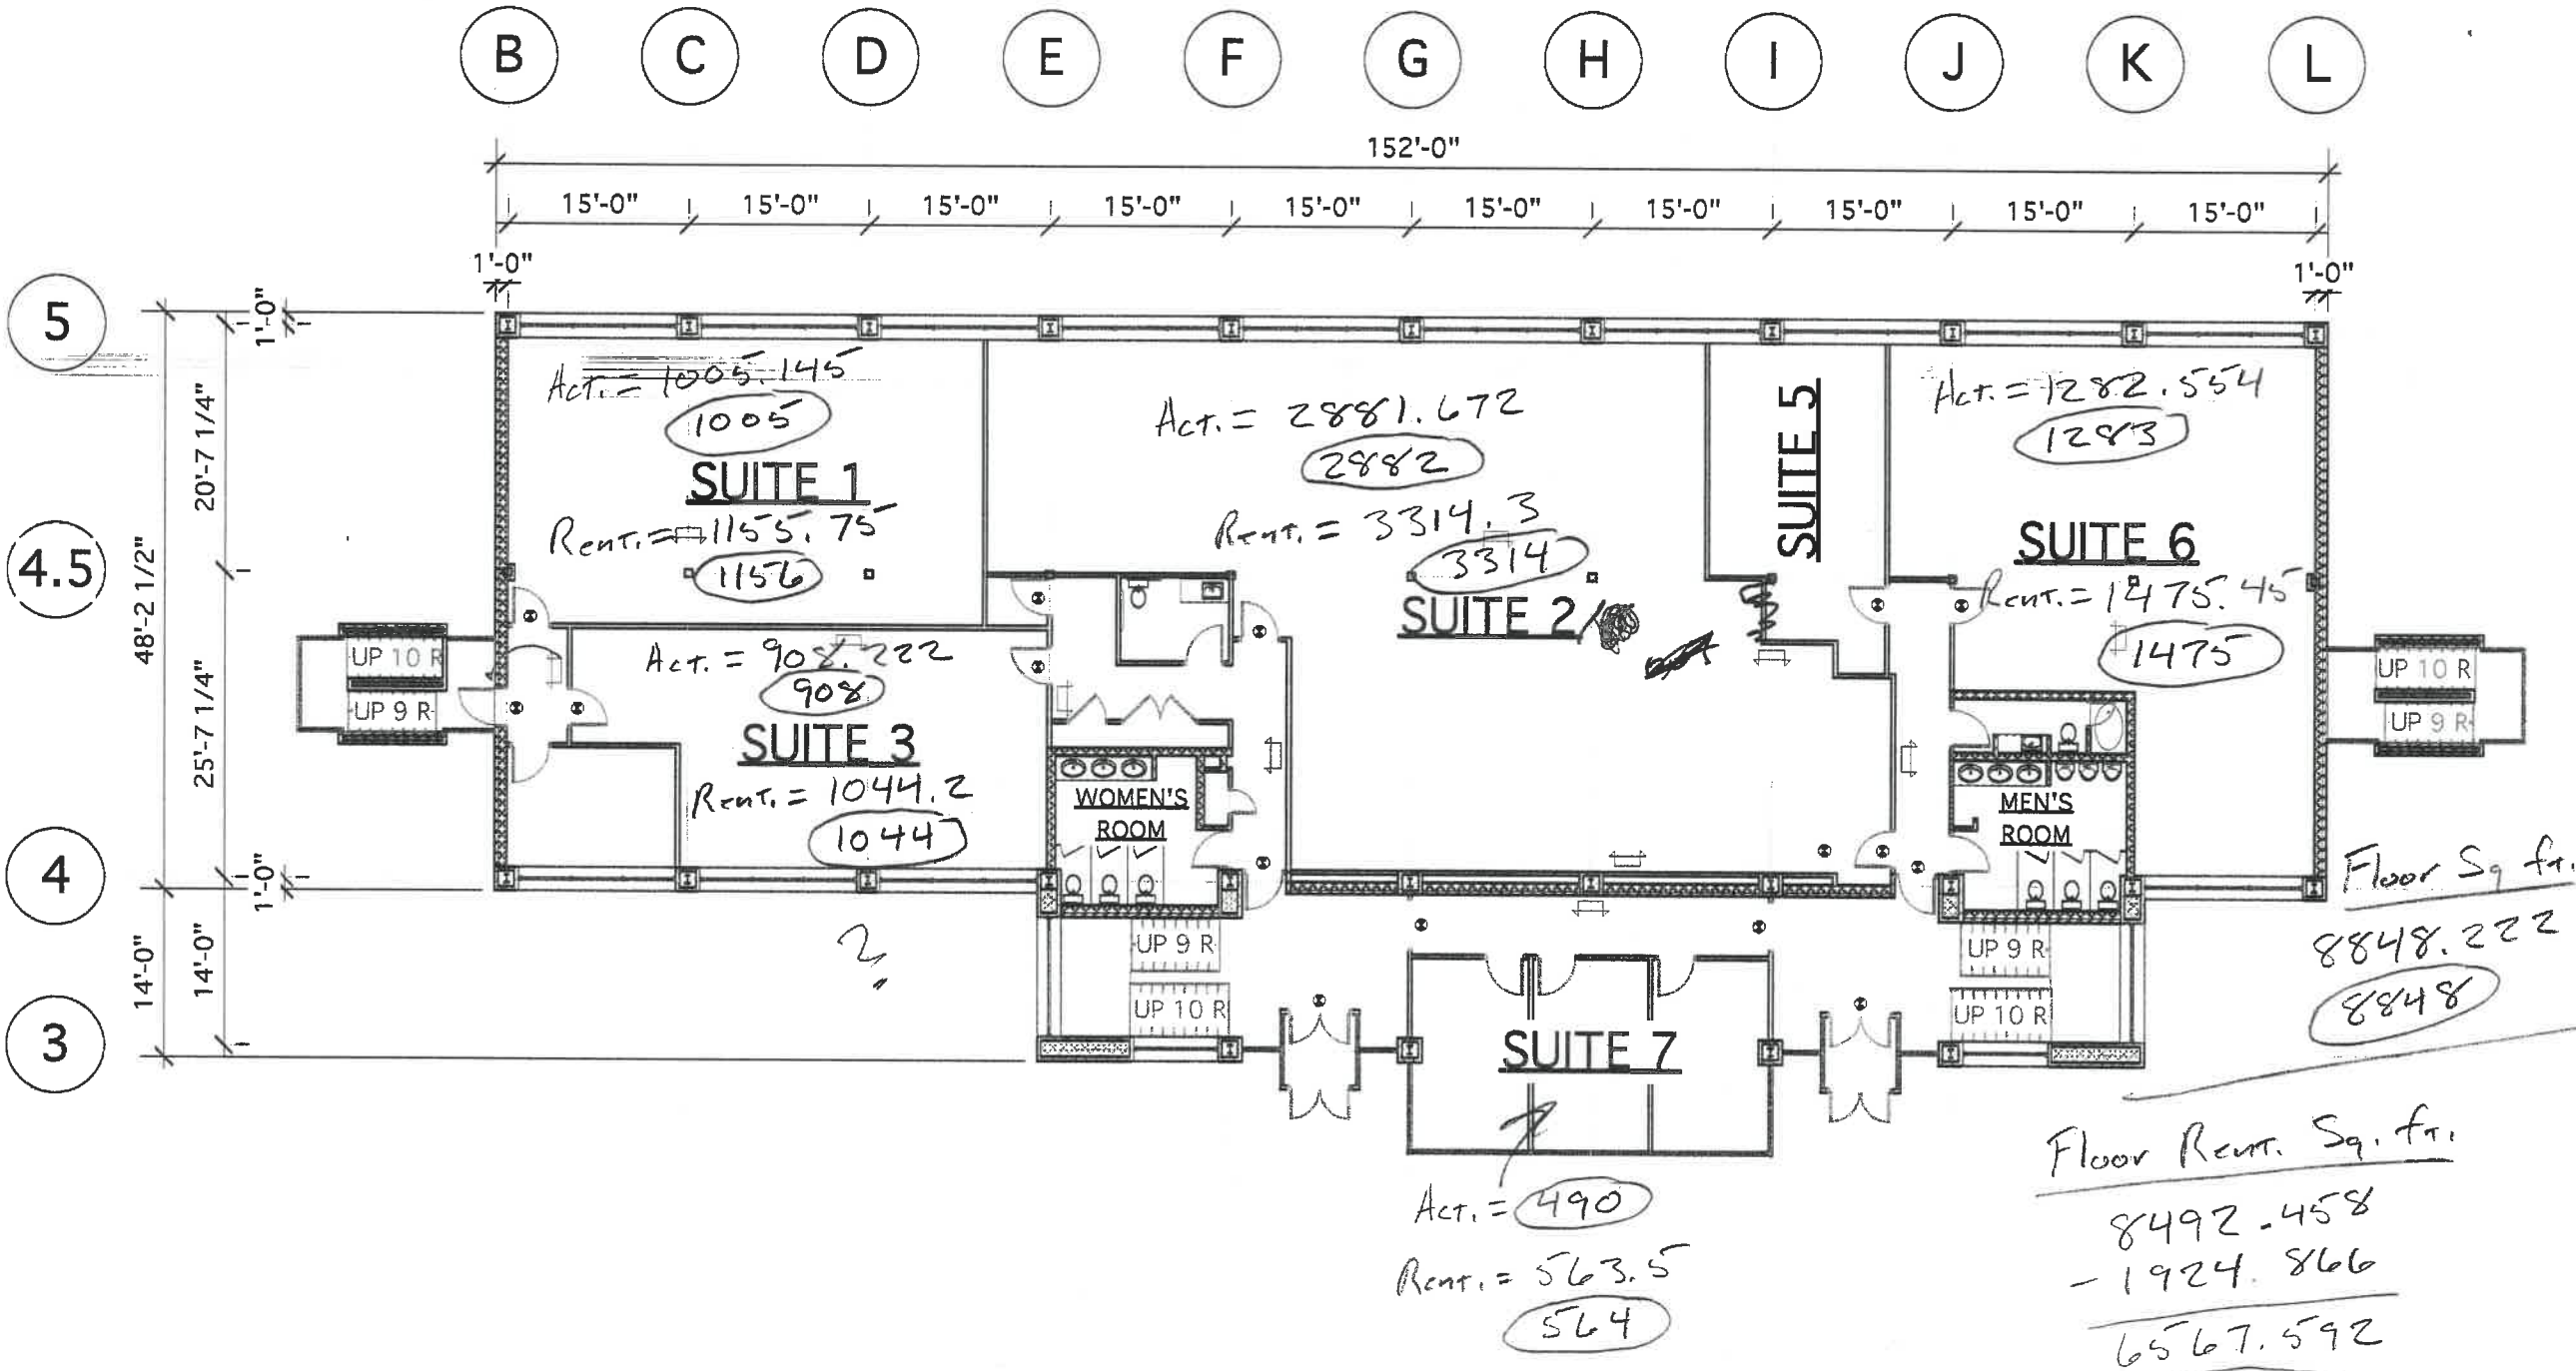 B C D E F G H I J K L
152'-0"
15'-0" 15'-0" 15'-0" 15'-0" 15'-0" 15'-0" 15'-0" 15'-0" 15'-0" 15'-0"
1'-0" 1'-0"
5
4.5
4
3
1'-0"
20'-7 1/4"
48'-2 1/2"
25'-7 1/4"
1'-0"
14'-0"
14'-0"
Act. = 1005.145
1005
SUITE 1
Rent. = 1155.75
1156
Act. = 2881.672
2882
Rent. = 3314.3
3314
SUITE 2
SUITE 5
Act. = 1282.554
1283
SUITE 6
Rent. = 1475.45
1475
UP 10 R
UP 9 R
Act. = 908.222
908
SUITE 3
Rent. = 1044.2
1044
WOMEN'S
ROOM
MEN'S
ROOM
UP 10 R
UP 9 R
UP 9 R
UP 10 R
UP 9 R
UP 10 R
SUITE 7
Act. = 490
Rent. = 563.5
564
Floor Sq ft.
8848.222
8848
Floor Rent. Sq. ft.
8492.458
- 1924.866
6567.592